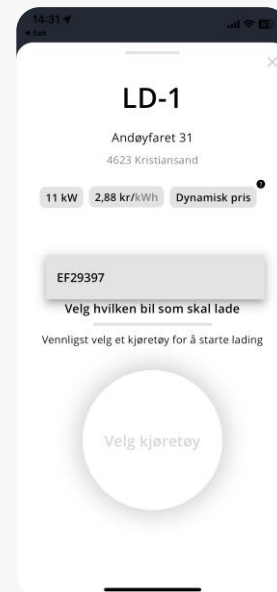 14:31
Søk
LD-1
Andøyfaret 31
4623 Kristiansand
11 kW 2,88 kr/kWh Dynamisk pris ?
EF29397
Velg hvilken bil som skal lade
Vennligst velg et kjøretøy for å starte lading
Velg kjøretøy